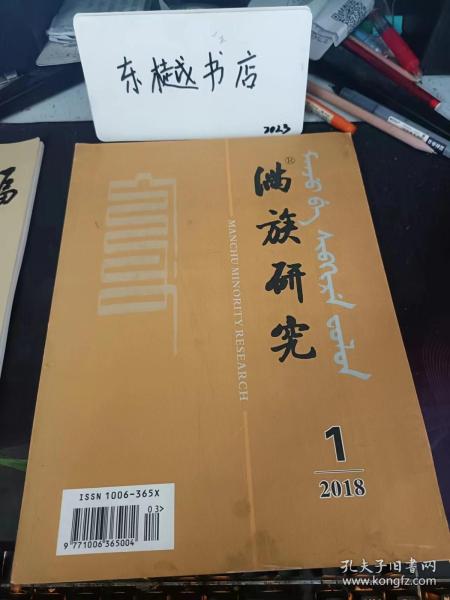 东樾书店
2023
福
满族研究
®
MANCHU MINORITY RESEARCH
1
2018
ISSN 1006-365X
03>
9 771006 365004
孔夫子旧书网
www.kongfz.com